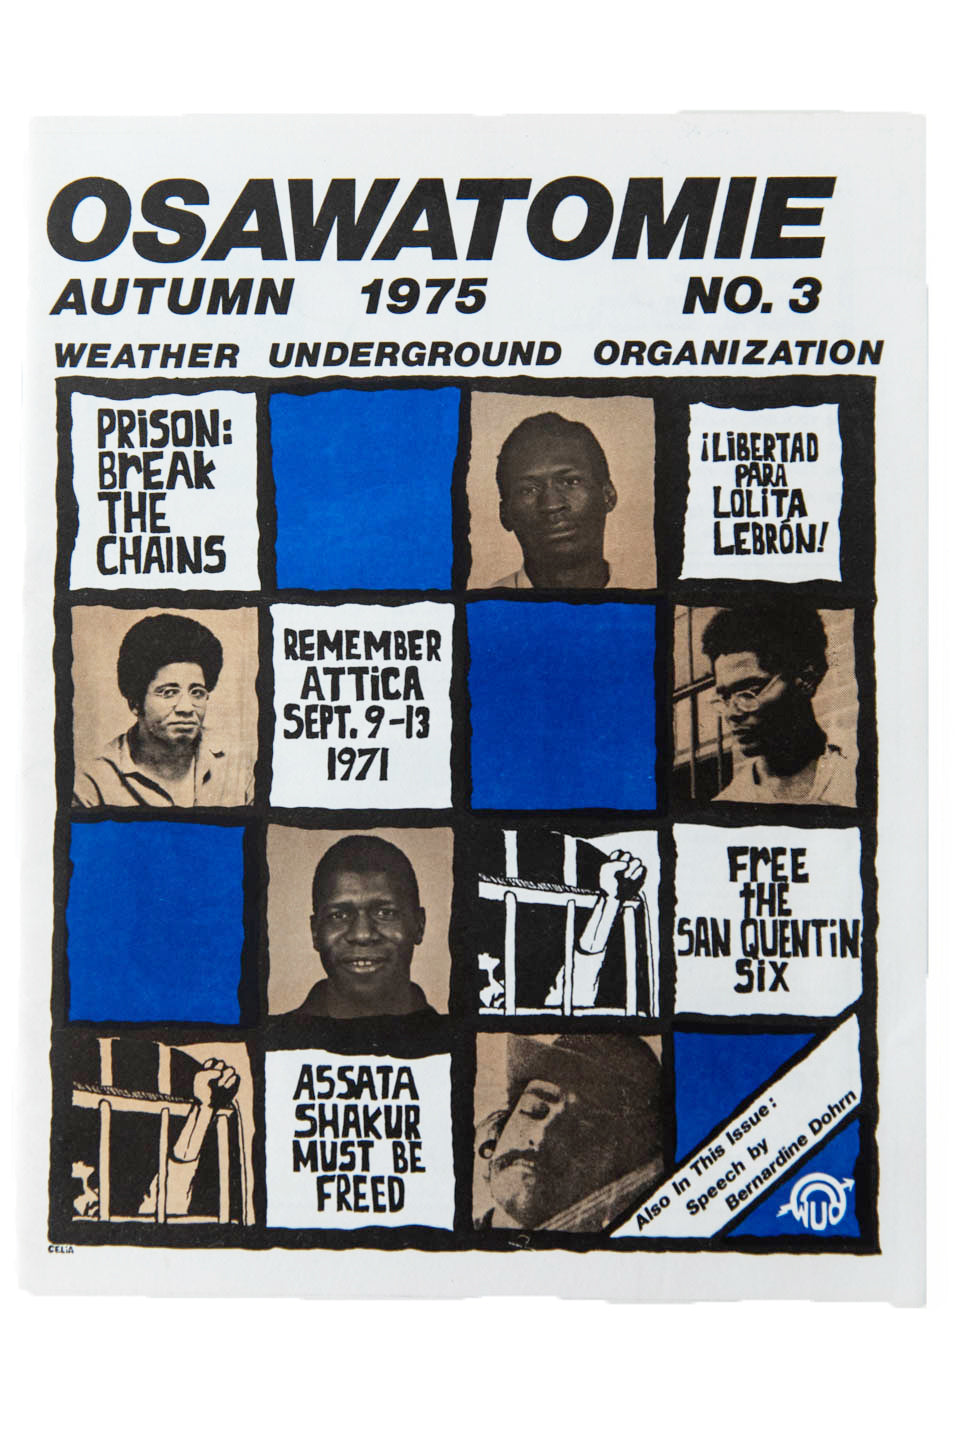 OSAWATOMIE
AUTUMN 1975 NO. 3
WEATHER UNDERGROUND ORGANIZATION
PRiSON:
BrEAk
THE
CHAINS
¡LiBERTAD
PARA
LOLiTA
LEBRÓN!
REMEMBER
ATTiCA
SEPT. 9-13
1971
FrEE
tHE
SAN QUENTiN
SiX
ASSATA
SHAKUR
MUST BE
FREED
Also In This Issue:
Speech by
Bernardine Dohrn
WUO
CELiA